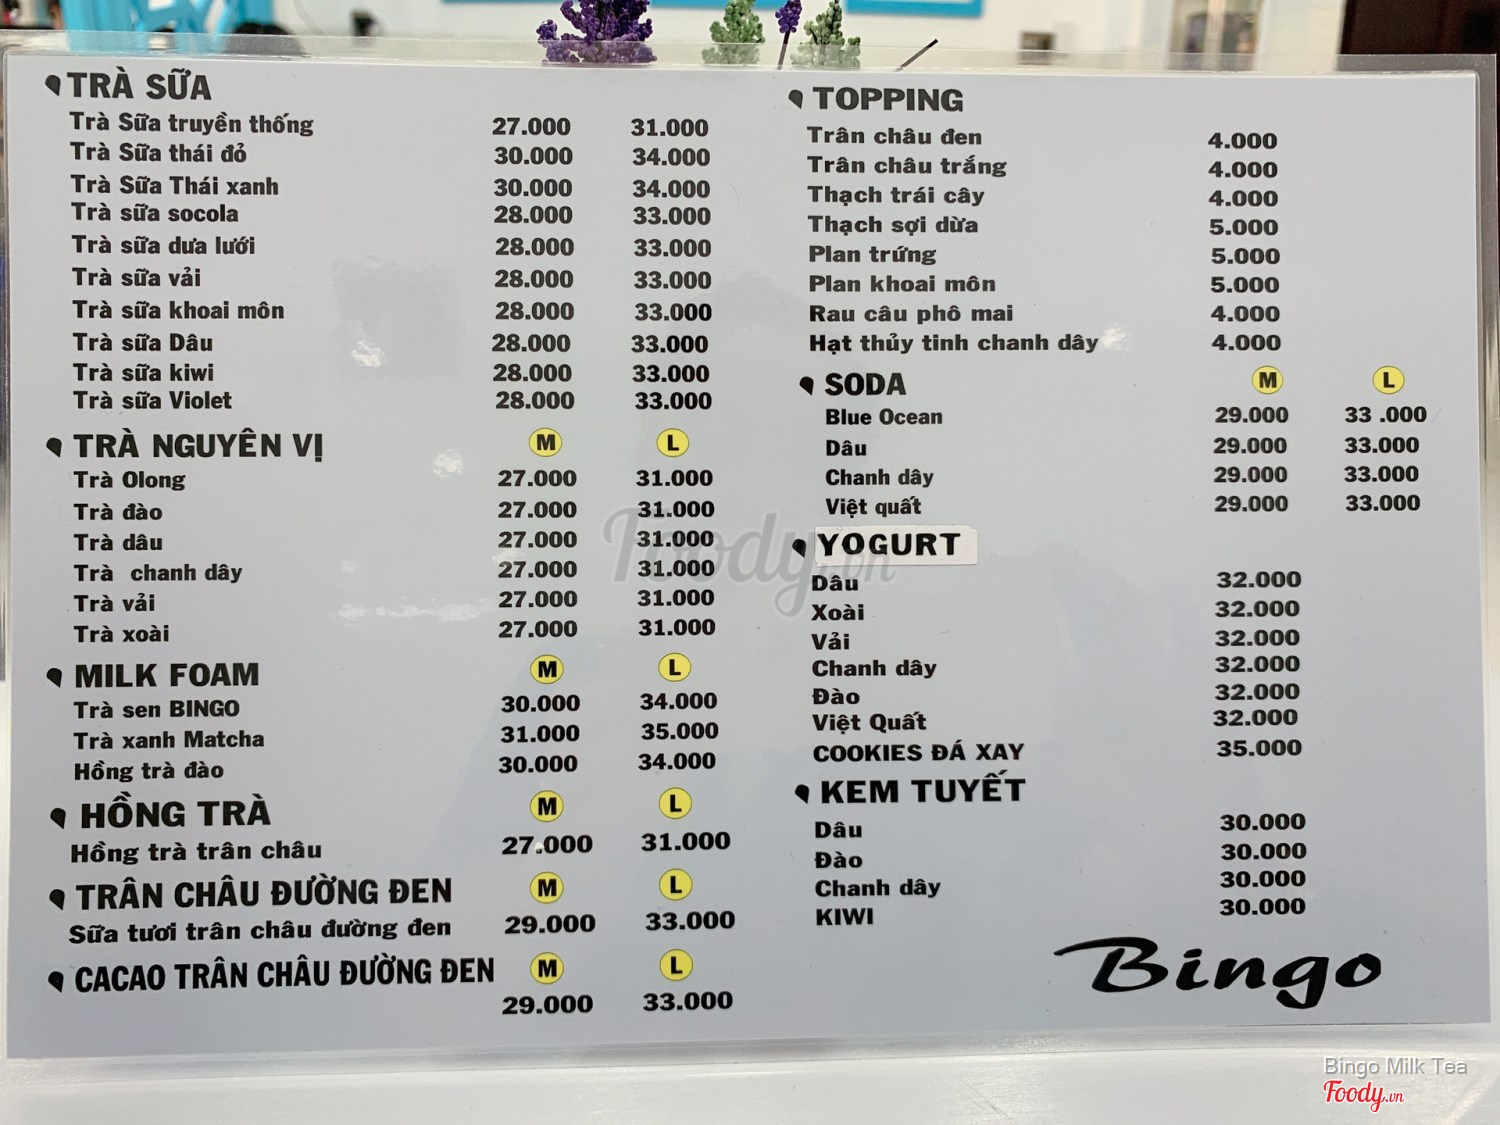 TRÀ SỮA
Trà Sữa truyền thống 27.000 31.000
Trà Sữa thái đỏ 30.000 34.000
Trà Sữa Thái xanh 30.000 34.000
Trà sữa socola 28.000 33.000
Trà sữa dưa lưới 28.000 33.000
Trà sữa vải 28.000 33.000
Trà sữa khoai môn 28.000 33.000
Trà sữa Dâu 28.000 33.000
Trà sữa kiwi 28.000 33.000
Trà sữa Violet 28.000 33.000
TRÀ NGUYÊN VỊ M L
Trà Olong 27.000 31.000
Trà đào 27.000 31.000
Trà dâu 27.000 31.000
Trà chanh dây 27.000 31.000
Trà vải 27.000 31.000
Trà xoài 27.000 31.000
MILK FOAM M L
Trà sen BINGO 30.000 34.000
Trà xanh Matcha 31.000 35.000
Hồng trà đào 30.000 34.000
HỒNG TRÀ M L
Hồng trà trân châu 27.000 31.000
TRÂN CHÂU ĐƯỜNG ĐEN M L
Sữa tươi trân châu đường đen 29.000 33.000
CACAO TRÂN CHÂU ĐƯỜNG ĐEN M L
29.000 33.000
TOPPING
Trân châu đen 4.000
Trân châu trắng 4.000
Thạch trái cây 4.000
Thạch sợi dừa 5.000
Plan trứng 5.000
Plan khoai môn 5.000
Rau câu phô mai 4.000
Hạt thủy tinh chanh dây 4.000
SODA M L
Blue Ocean 29.000 33 .000
Dâu 29.000 33.000
Chanh dây 29.000 33.000
Việt quất 29.000 33.000
YOGURT
Dâu 32.000
Xoài 32.000
Vải 32.000
Chanh dây 32.000
Đào 32.000
Việt Quất 32.000
COOKIES ĐÁ XAY 35.000
KEM TUYẾT
Dâu 30.000
Đào 30.000
Chanh dây 30.000
KIWI 30.000
Bingo
Foody.vn
Bingo Milk Tea
Foody.vn